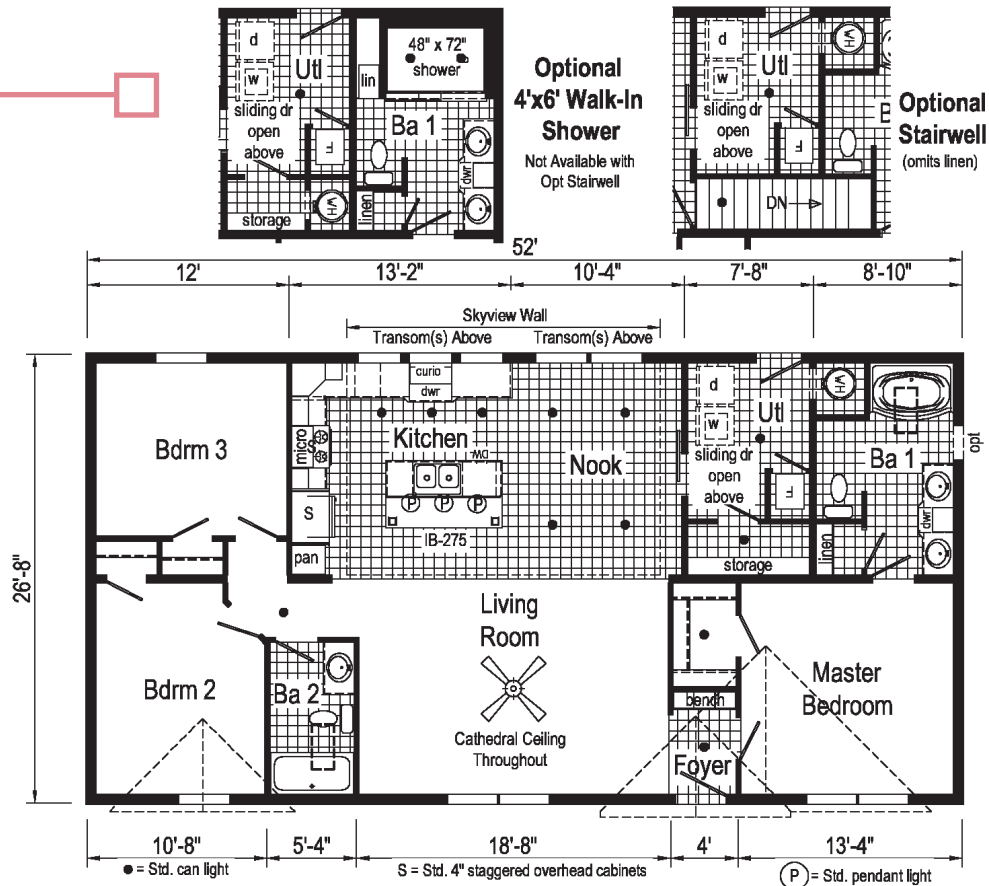 d
w
Utl
sliding dr
open
above
F
storage
WH
lin
48" x 72"
shower
Ba 1
dwr
linen
Optional
4'x6' Walk-In
Shower
Not Available with
Opt Stairwell
d
w
Utl
sliding dr
open
above
F
WH
DN
Optional
Stairwell
(omits linen)
52'
12'
13'-2"
10'-4"
7'-8"
8'-10"
Skyview Wall
Transom(s) Above
Transom(s) Above
26'-8"
Bdrm 3
curio
dwr
micro
S
Kitchen
DW
Nook
S
P
P
P
IB-275
pan
d
w
Utl
sliding dr
open
above
F
storage
WH
Ba 1
opt
dwr
linen
Living
Room
Cathedral Ceiling
Throughout
Bdrm 2
Ba 2
bench
Foyer
Master
Bedroom
10'-8"
5'-4"
18'-8"
4'
13'-4"
= Std. can light
S = Std. 4" staggered overhead cabinets
P = Std. pendant light